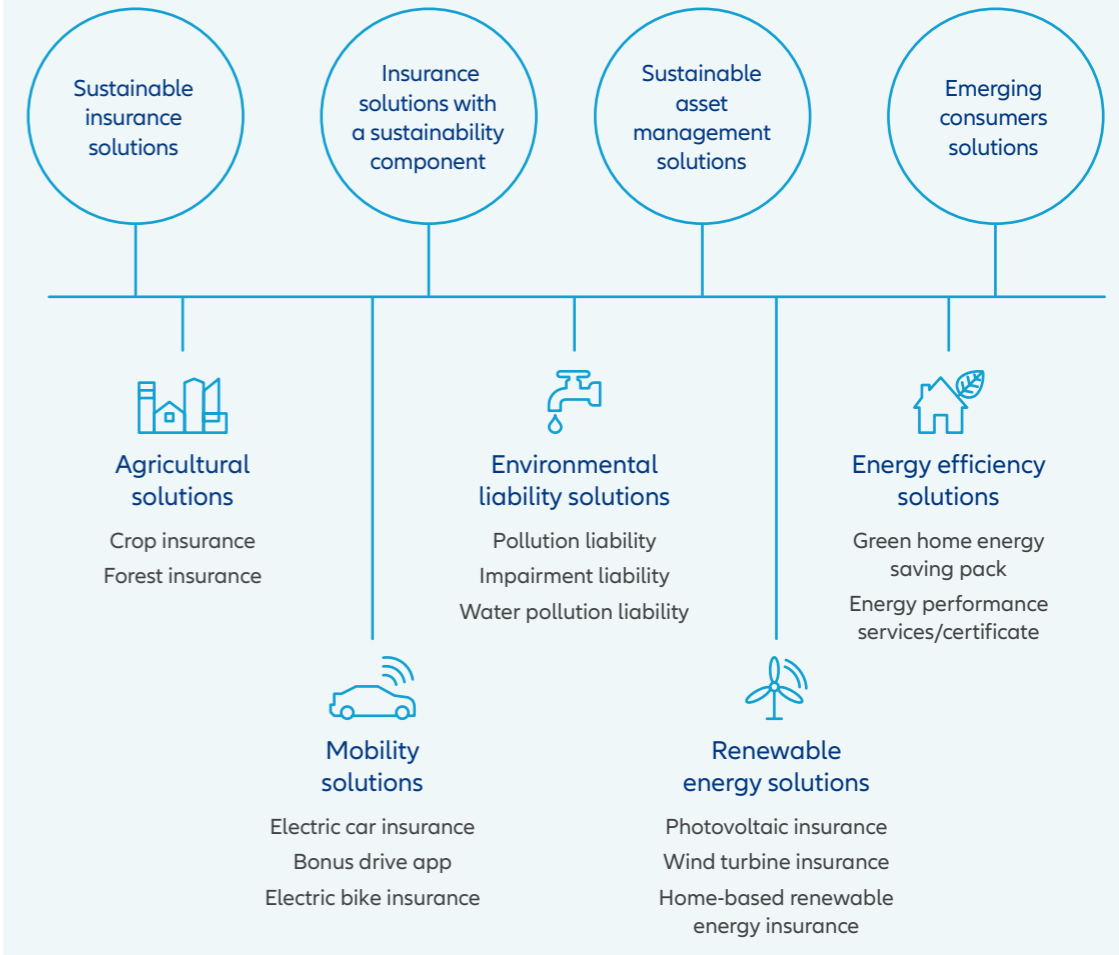 Sustainable
insurance
solutions
Insurance
solutions with
a sustainability
component
Sustainable
asset
management
solutions
Emerging
consumers
solutions
Agricultural
solutions
Crop insurance
Forest insurance
Environmental
liability solutions
Pollution liability
Impairment liability
Water pollution liability
Energy efficiency
solutions
Green home energy
saving pack
Energy performance
services/certificate
Mobility
solutions
Electric car insurance
Bonus drive app
Electric bike insurance
Renewable
energy solutions
Photovoltaic insurance
Wind turbine insurance
Home-based renewable
energy insurance